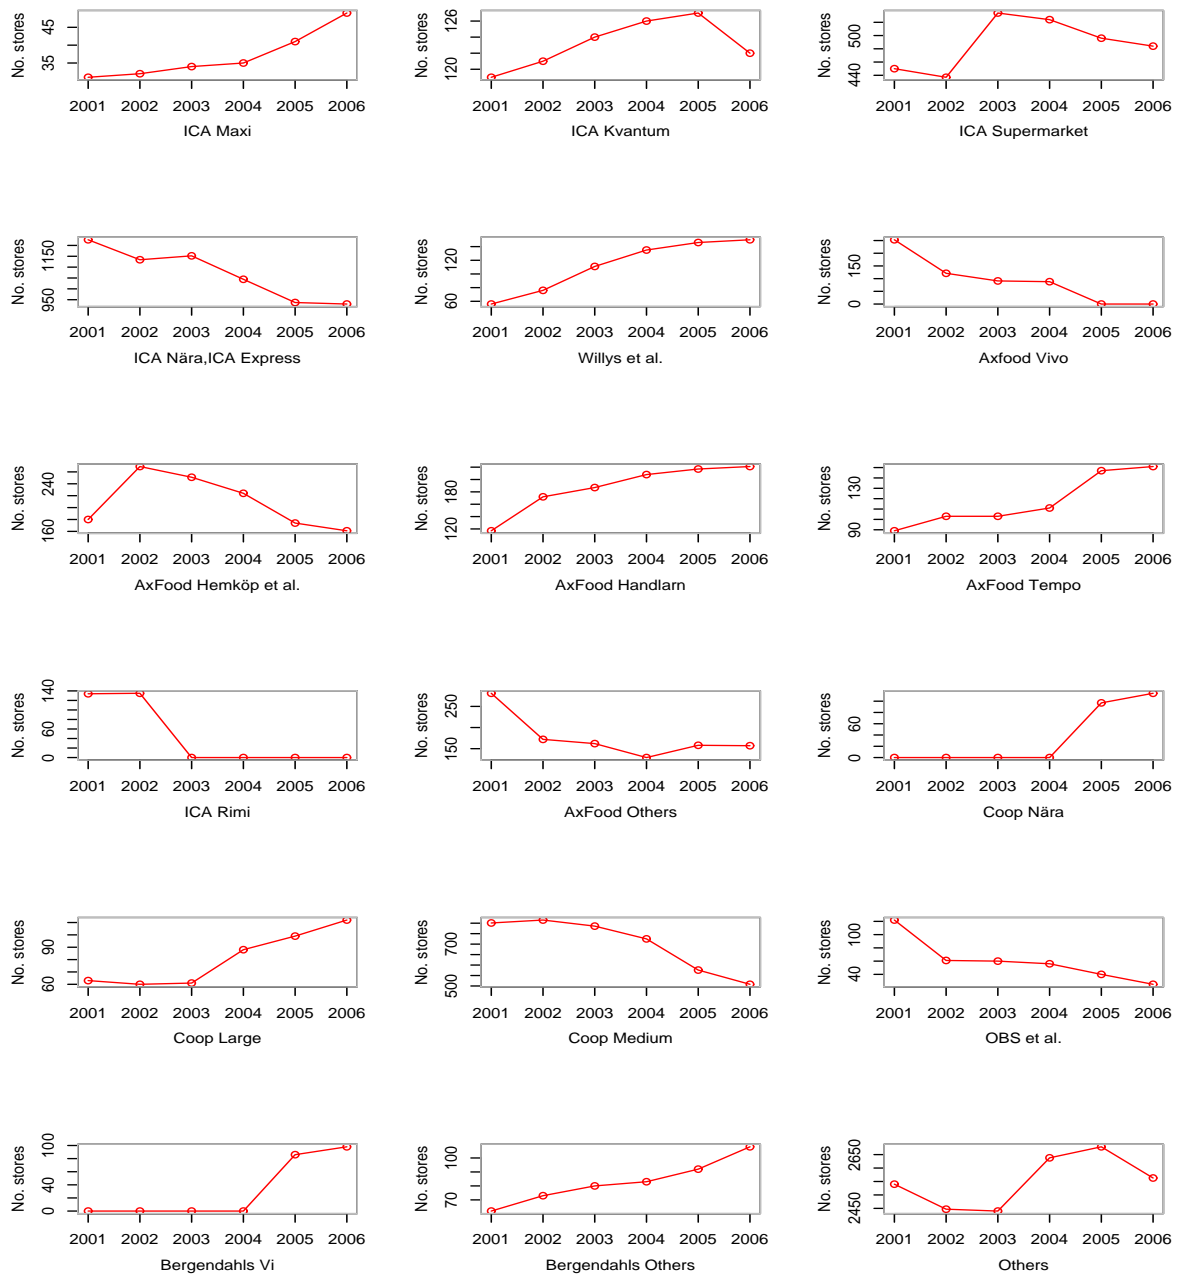 No. stores
35 45
2001 2002 2003 2004 2005 2006
ICA Maxi
No. stores
120 126
2001 2002 2003 2004 2005 2006
ICA Kvantum
No. stores
440 500
2001 2002 2003 2004 2005 2006
ICA Supermarket
No. stores
950 1150
2001 2002 2003 2004 2005 2006
ICA Nära,ICA Express
No. stores
60 120
2001 2002 2003 2004 2005 2006
Willys et al.
No. stores
0 150
2001 2002 2003 2004 2005 2006
Axfood Vivo
No. stores
160 240
2001 2002 2003 2004 2005 2006
AxFood Hemköp et al.
No. stores
120 180
2001 2002 2003 2004 2005 2006
AxFood Handlarn
No. stores
90 130
2001 2002 2003 2004 2005 2006
AxFood Tempo
No. stores
0 60 140
2001 2002 2003 2004 2005 2006
ICA Rimi
No. stores
150 250
2001 2002 2003 2004 2005 2006
AxFood Others
No. stores
0 60
2001 2002 2003 2004 2005 2006
Coop Nära
No. stores
60 90
2001 2002 2003 2004 2005 2006
Coop Large
No. stores
500 700
2001 2002 2003 2004 2005 2006
Coop Medium
No. stores
40 100
2001 2002 2003 2004 2005 2006
OBS et al.
No. stores
0 40 100
2001 2002 2003 2004 2005 2006
Bergendahls Vi
No. stores
70 100
2001 2002 2003 2004 2005 2006
Bergendahls Others
No. stores
2450 2650
2001 2002 2003 2004 2005 2006
Others